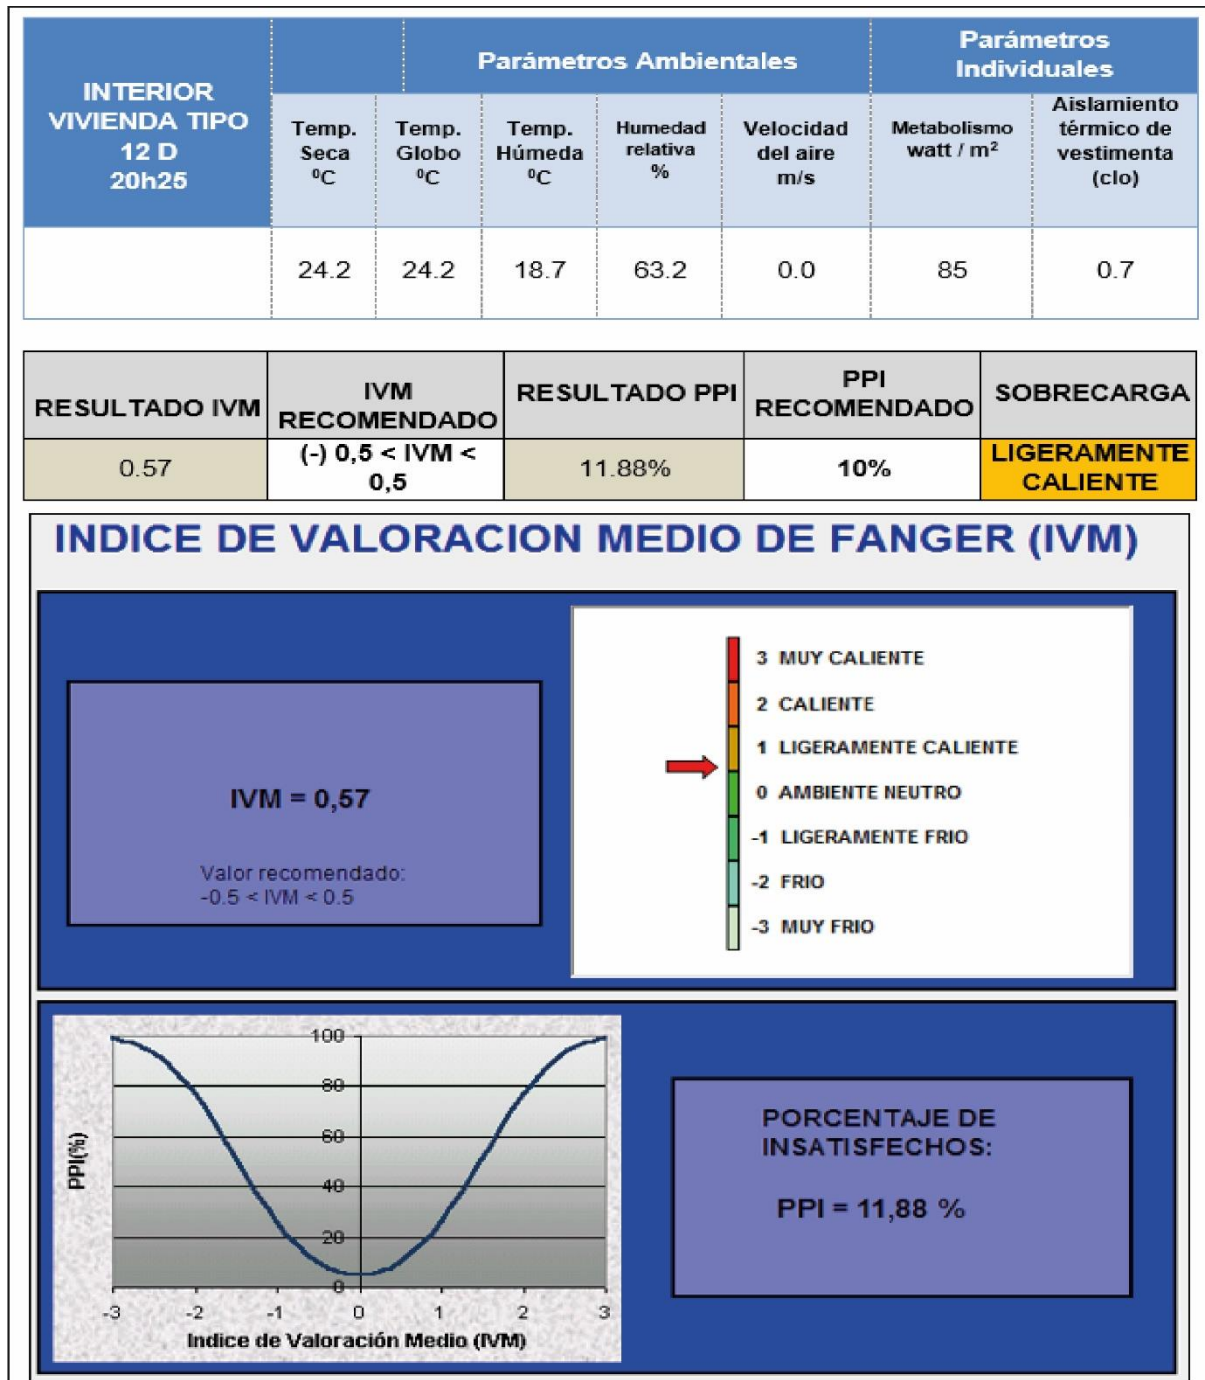 INTERIOR
VIVIENDA TIPO
12 D
20h25
Parámetros Ambientales
Parámetros
Individuales
Temp.
Seca
⁰C
Temp.
Globo
⁰C
Temp.
Húmeda
⁰C
Humedad
relativa
%
Velocidad
del aire
m/s
Metabolismo
watt / m²
Aislamiento
térmico de
vestimenta
(clo)
24.2
24.2
18.7
63.2
0.0
85
0.7
RESULTADO IVM
IVM
RECOMENDADO
RESULTADO PPI
PPI
RECOMENDADO
SOBRECARGA
0.57
(-) 0,5 < IVM <
0,5
11.88%
10%
LIGERAMENTE
CALIENTE
INDICE DE VALORACION MEDIO DE FANGER (IVM)
IVM = 0,57
Valor recomendado:
-0.5 < IVM < 0.5
3 MUY CALIENTE
2 CALIENTE
1 LIGERAMENTE CALIENTE
0 AMBIENTE NEUTRO
-1 LIGERAMENTE FRIO
-2 FRIO
-3 MUY FRIO
PPI(%)
100
80
60
40
20
0
-3 -2 -1 0 1 2 3
Indice de Valoración Medio (IVM)
PORCENTAJE DE
INSATISFECHOS:
PPI = 11,88 %